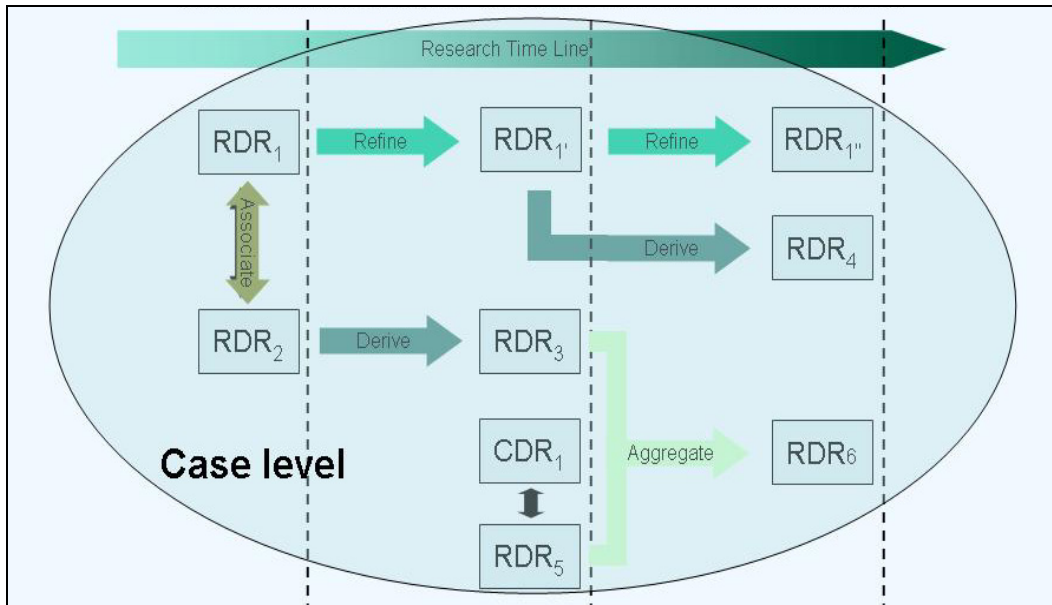 Research Time Line
RDR₁
Refine
RDR₁'
Refine
RDR₁"
Associate
Derive
RDR₄
RDR₂
Derive
RDR₃
CDR₁
Aggregate
RDR6
Case level
RDR₅